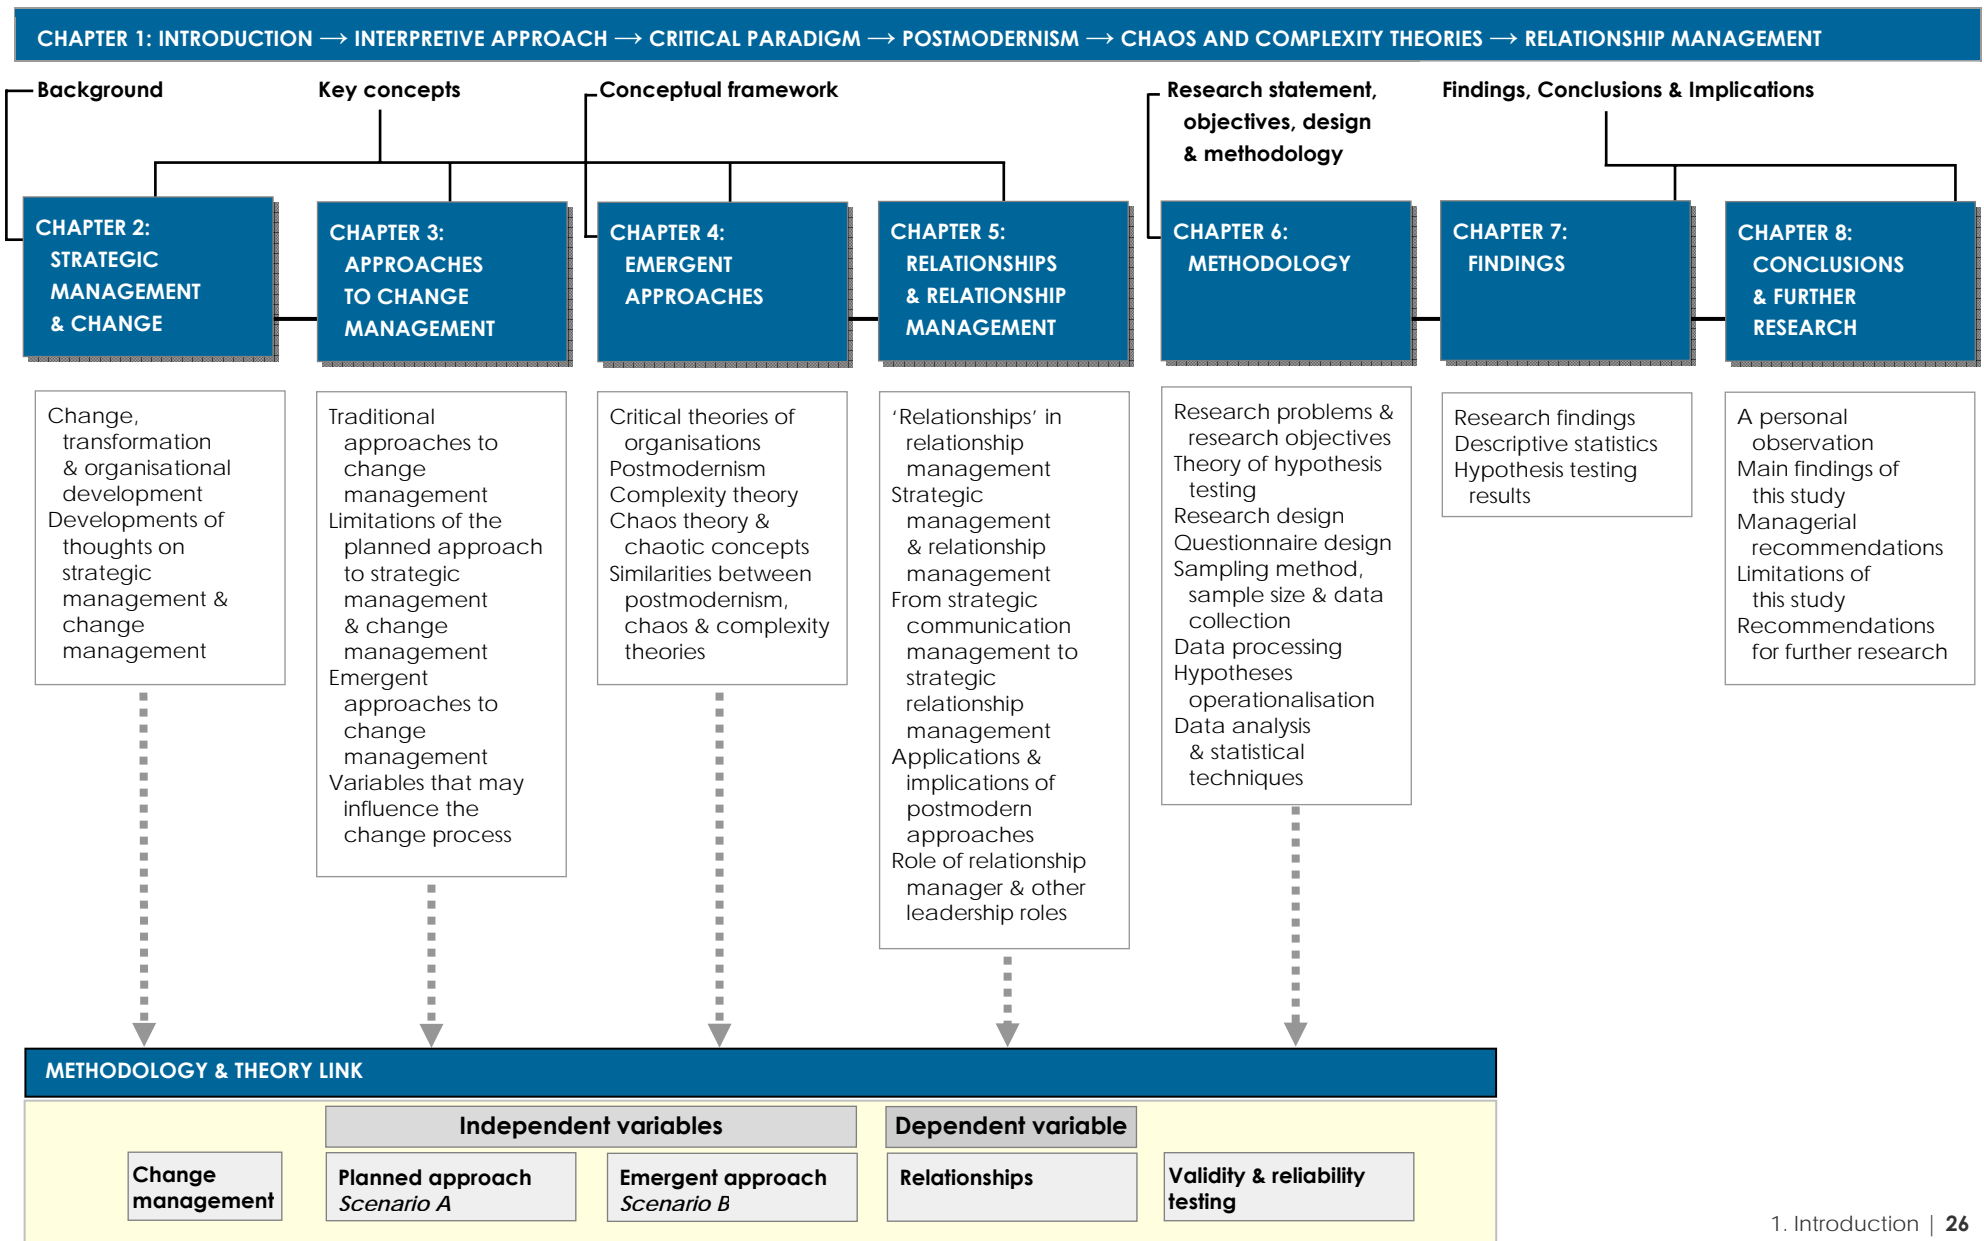 CHAPTER 1: INTRODUCTION → INTERPRETIVE APPROACH → CRITICAL PARADIGM → POSTMODERNISM → CHAOS AND COMPLEXITY THEORIES → RELATIONSHIP MANAGEMENT
Background
Key concepts
Conceptual framework
Research statement,
objectives, design
& methodology
Findings, Conclusions & Implications
CHAPTER 2:
STRATEGIC
MANAGEMENT
& CHANGE
CHAPTER 3:
APPROACHES
TO CHANGE
MANAGEMENT
CHAPTER 4:
EMERGENT
APPROACHES
CHAPTER 5:
RELATIONSHIPS
& RELATIONSHIP
MANAGEMENT
CHAPTER 6:
METHODOLOGY
CHAPTER 7:
FINDINGS
CHAPTER 8:
CONCLUSIONS
& FURTHER
RESEARCH
Change,
transformation
& organisational
development
Developments of
thoughts on
strategic
management &
change
management
Traditional
approaches to
change
management
Limitations of the
planned approach
to strategic
management
& change
management
Emergent
approaches to
change
management
Variables that may
influence the
change process
Critical theories of
organisations
Postmodernism
Complexity theory
Chaos theory &
chaotic concepts
Similarities between
postmodernism,
chaos & complexity
theories
‘Relationships’ in
relationship
management
Strategic
management
& relationship
management
From strategic
communication
management to
strategic
relationship
management
Applications &
implications of
postmodern
approaches
Role of relationship
manager & other
leadership roles
Research problems &
research objectives
Theory of hypothesis
testing
Research design
Questionnaire design
Sampling method,
sample size & data
collection
Data processing
Hypotheses
operationalisation
Data analysis
& statistical
techniques
Research findings
Descriptive statistics
Hypothesis testing
results
A personal
observation
Main findings of
this study
Managerial
recommendations
Limitations of
this study
Recommendations
for further research
METHODOLOGY & THEORY LINK
Independent variables
Dependent variable
Change
management
Planned approach
Scenario A
Emergent approach
Scenario B
Relationships
Validity & reliability
testing
1. Introduction | 26